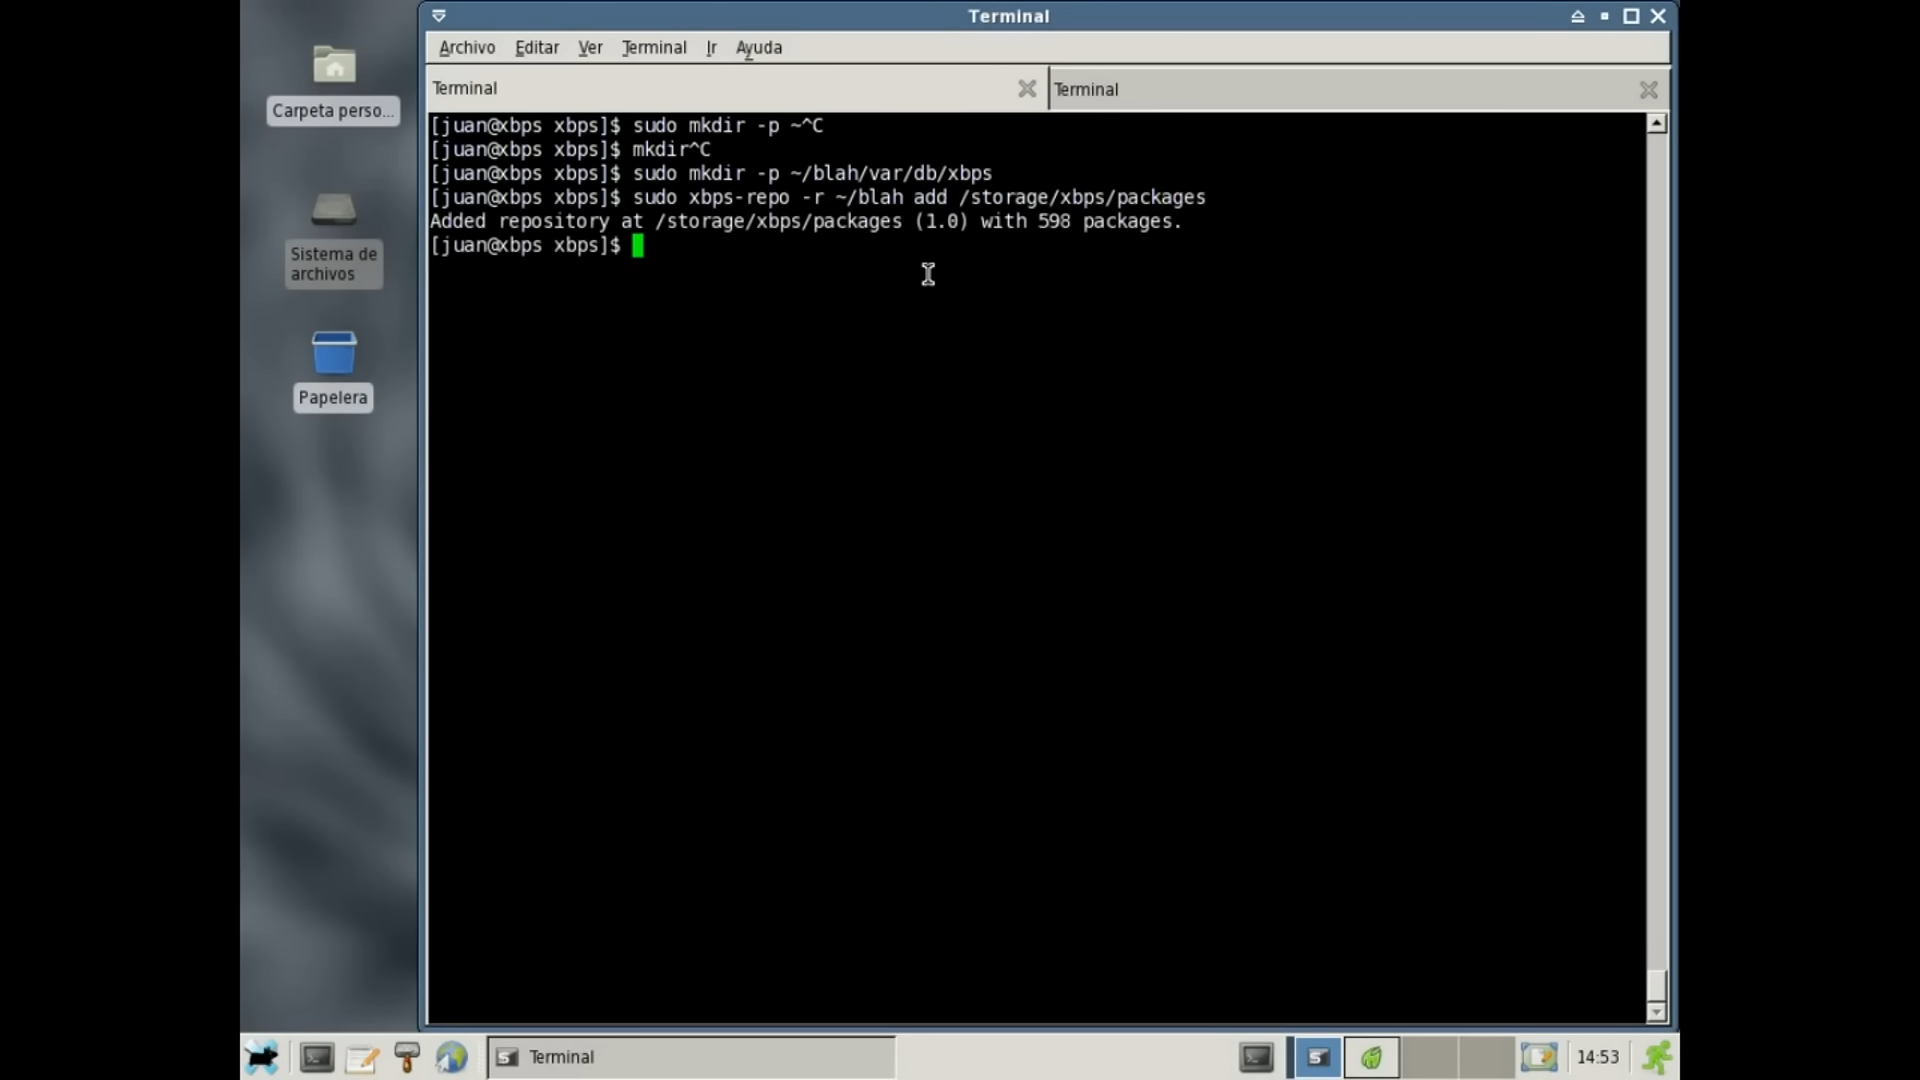 Terminal
Archivo Editar Ver Terminal Ir Ayuda
Terminal Terminal
[juan@xbps xbps]$ sudo mkdir -p ~^C
[juan@xbps xbps]$ mkdir^C
[juan@xbps xbps]$ sudo mkdir -p ~/blah/var/db/xbps
[juan@xbps xbps]$ sudo xbps-repo -r ~/blah add /storage/xbps/packages
Added repository at /storage/xbps/packages (1.0) with 598 packages.
[juan@xbps xbps]$
Carpeta perso...
Sistema de
archivos
Papelera
Terminal
14:53